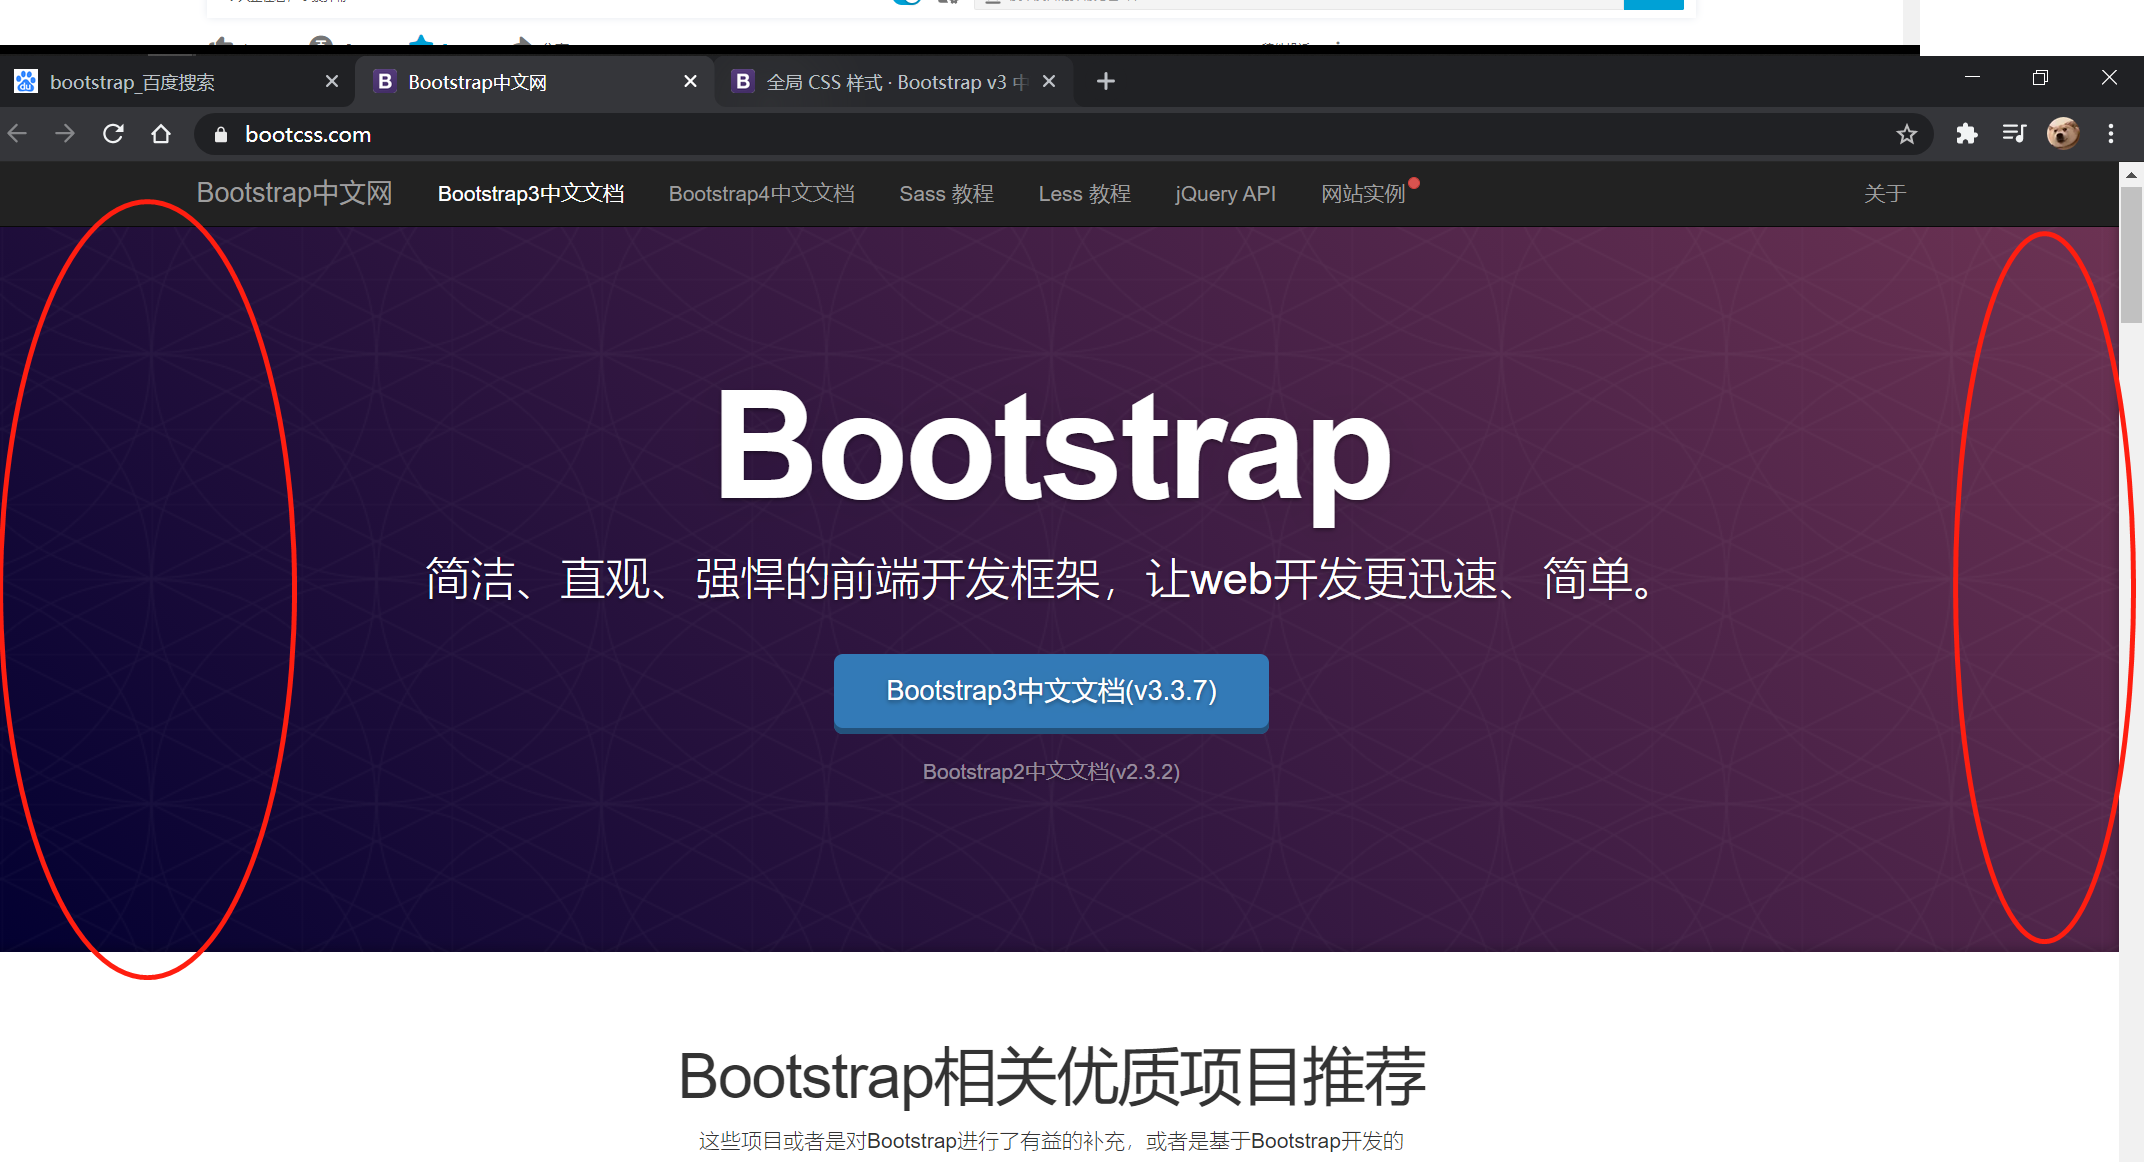 bootstrap_百度搜索
Bootstrap中文网
全局 CSS 样式 · Bootstrap v3 中
bootcss.com
Bootstrap中文网 Bootstrap3中文文档 Bootstrap4中文文档 Sass 教程 Less 教程 jQuery API 网站实例 关于
Bootstrap
简洁、直观、强悍的前端开发框架，让web开发更迅速、简单。
Bootstrap3中文文档(v3.3.7)
Bootstrap2中文文档(v2.3.2)
Bootstrap相关优质项目推荐
这些项目或者是对Bootstrap进行了有益的补充，或者是基于Bootstrap开发的